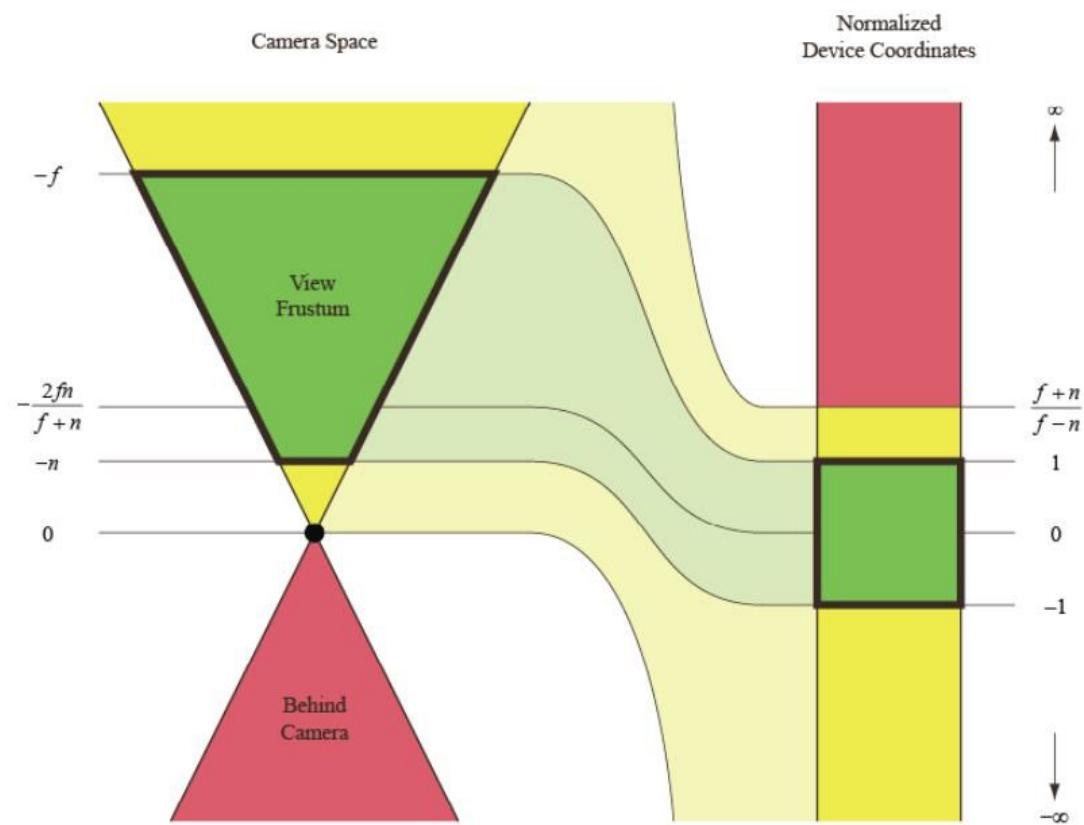 Camera Space
Normalized
Device Coordinates
∞
−f
View
Frustum
−2fn/(f + n)
(f + n)/(f − n)
−n
1
0
0
−1
Behind
Camera
−∞